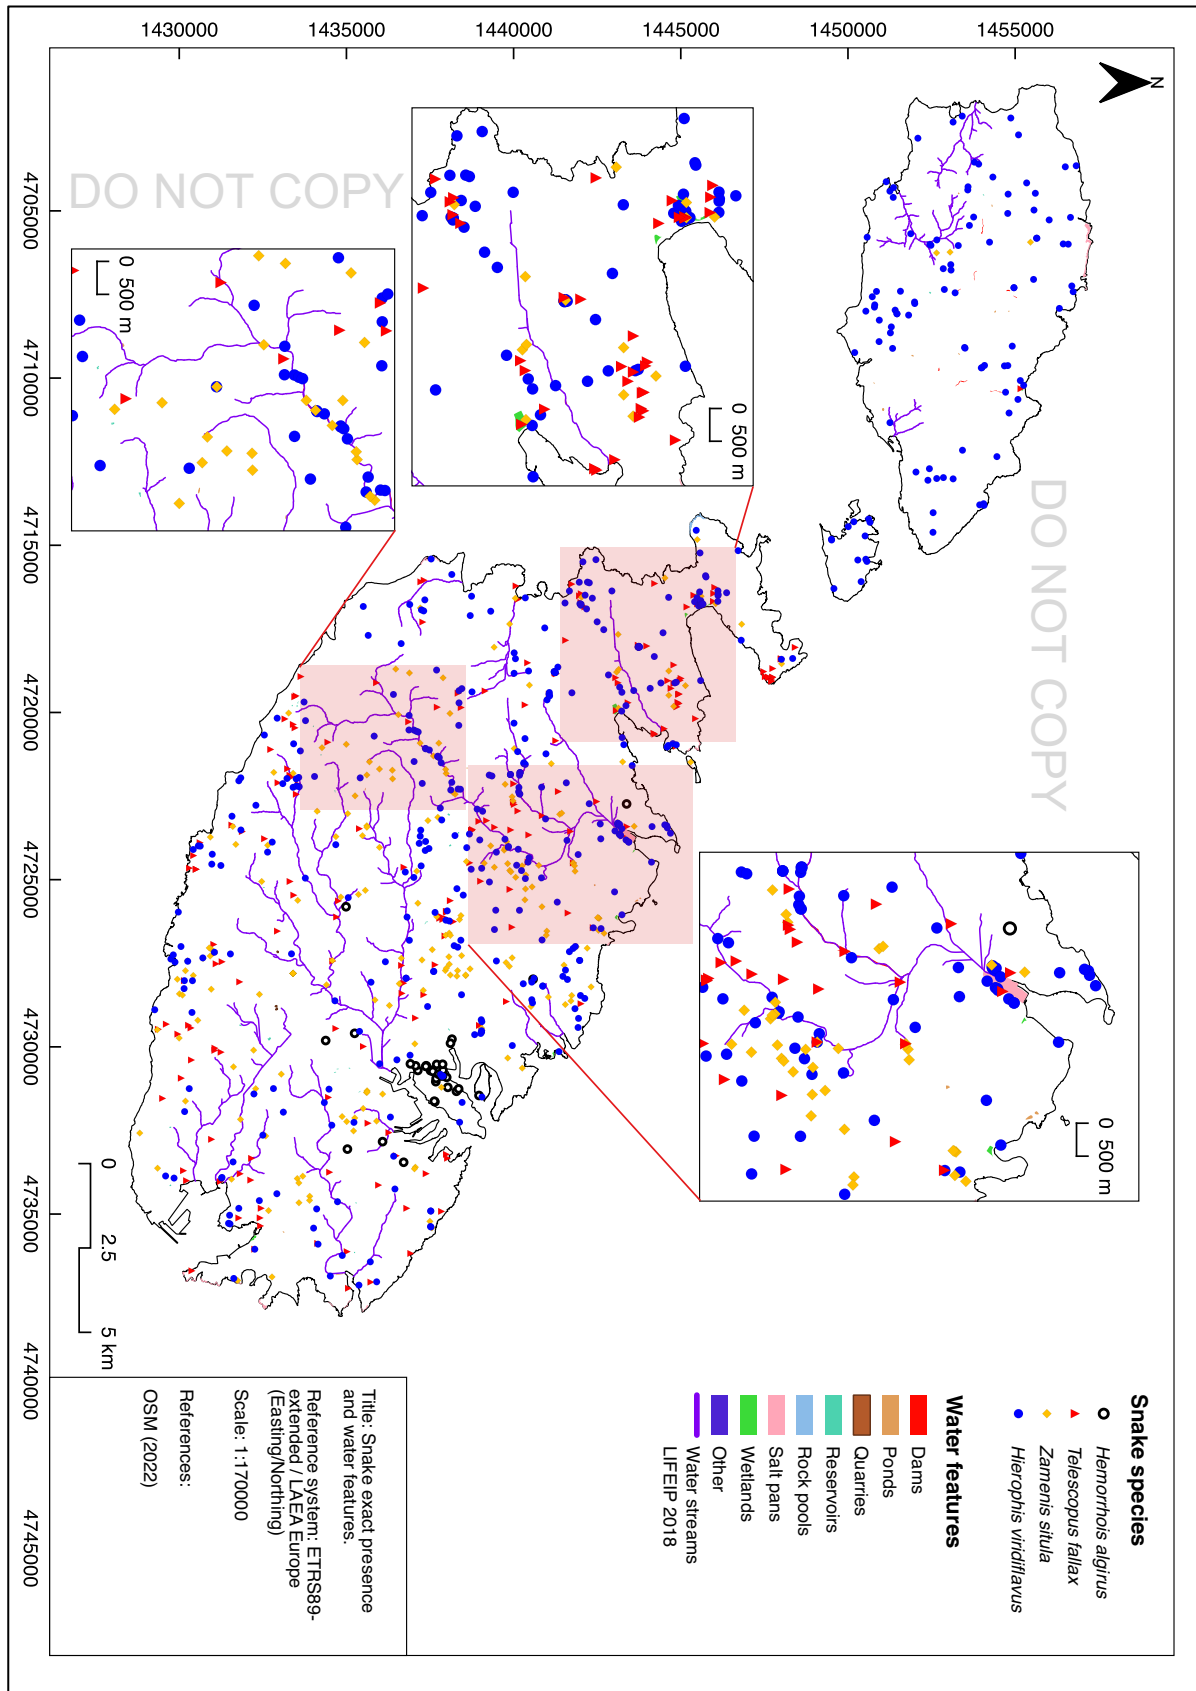 1430000
1435000
1440000
1445000
1450000
1455000
N
4705000
4710000
4715000
4720000
4725000
4730000
4735000
4740000
4745000
DO NOT COPY
DO NOT COPY
0 500 m
0 500 m
0 500 m
0
2.5
5 km
Snake species
Hemorrhois algirus
Telescopus fallax
Zamenis situla
Hierophis viridiflavus
Water features
Dams
Ponds
Quarries
Reservoirs
Rock pools
Salt pans
Wetlands
Other
Water streams
LIFEIP 2018
Title: Snake exact presence
and water features.
Reference system: ETRS89-
extended / LAEA Europe
(Easting/Northing)
Scale: 1:170000
References:
OSM (2022)